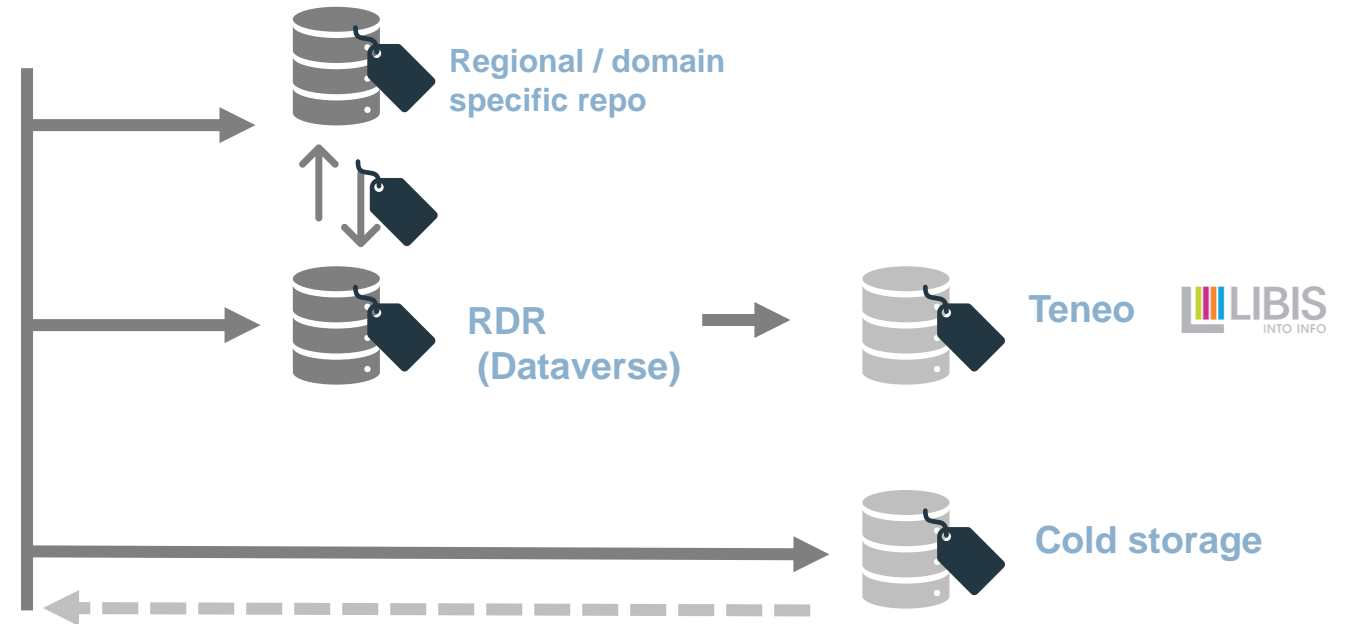 Regional / domain
specific repo
RDR
(Dataverse)
Teneo
LIBIS
INTO INFO
Cold storage